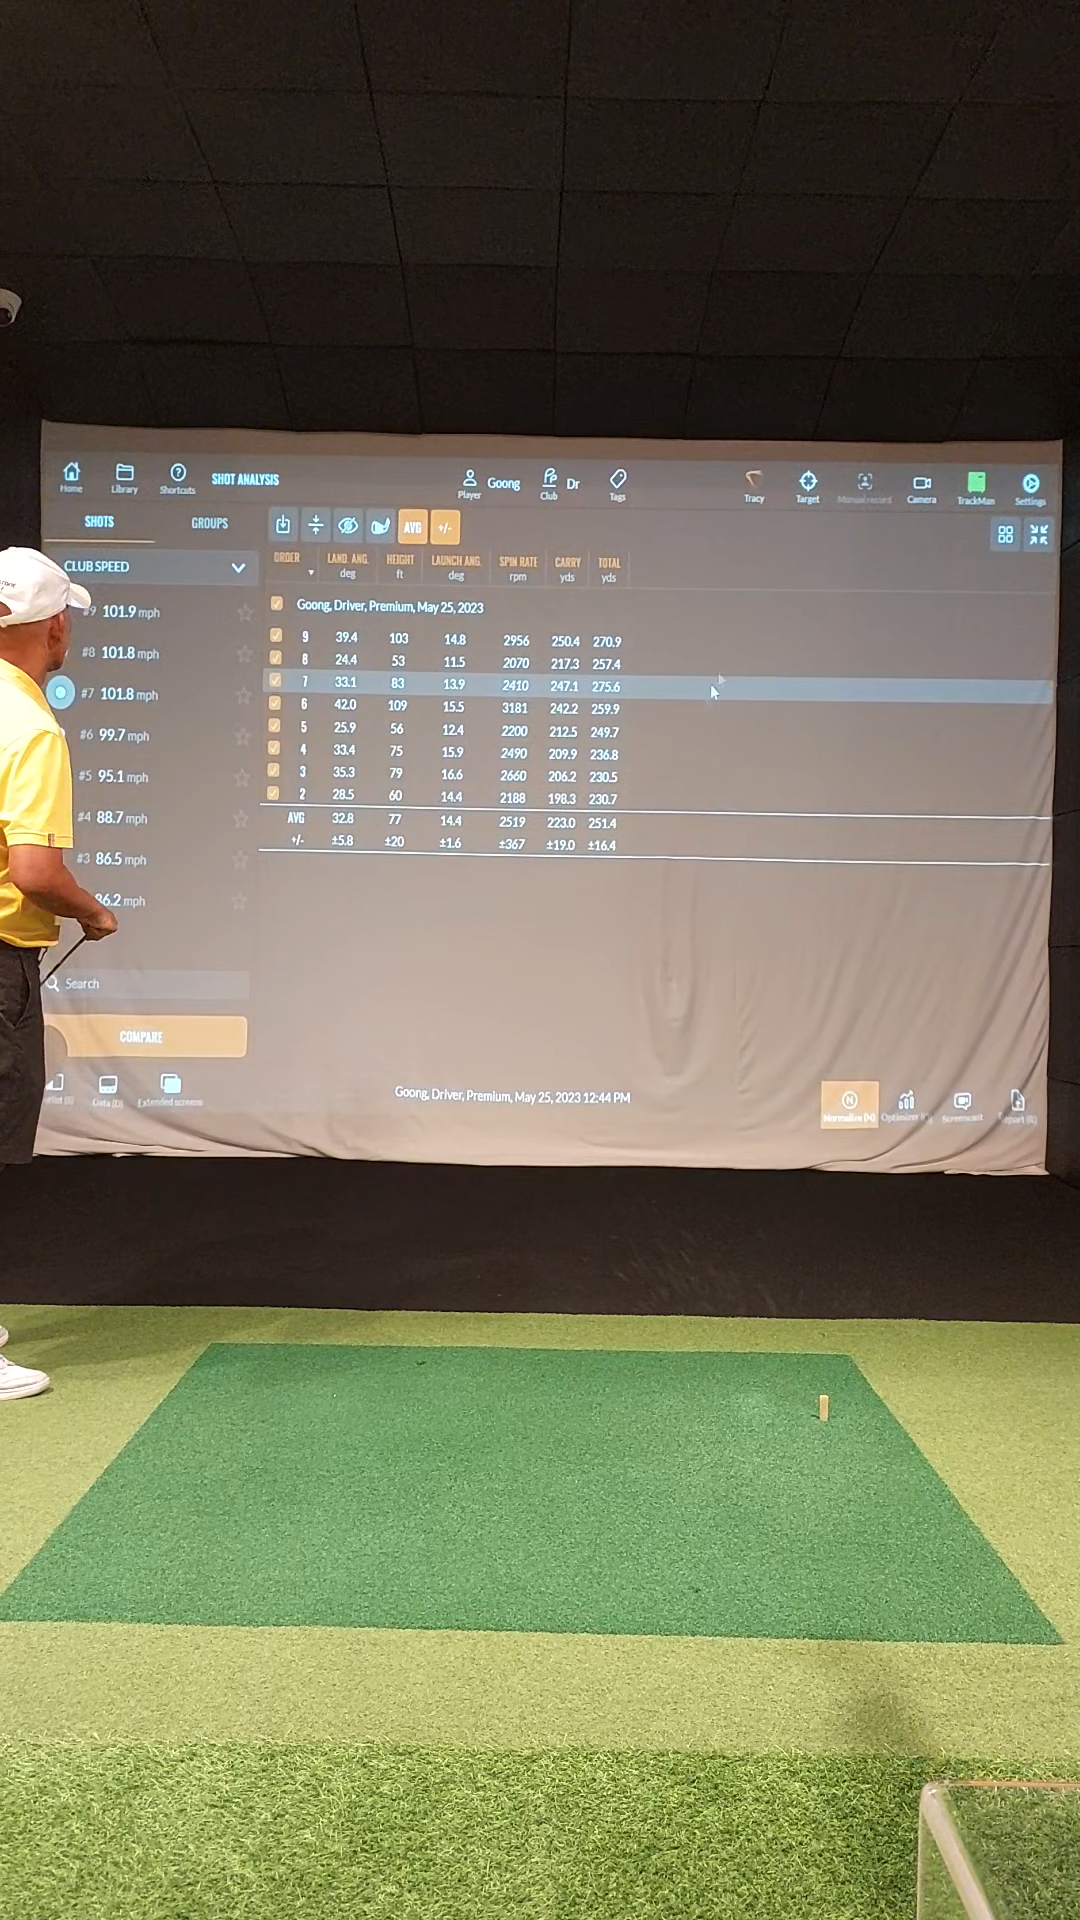 Home
Library
Shortcuts
SHOT ANALYSIS
Player
Goong
Club
Dr
Tags
Tracy
Target
Manual record
Camera
TrackMan
Settings
SHOTS
GROUPS
AVG
+/-
CLUB SPEED
#9 101.9 mph
#8 101.8 mph
#7 101.8 mph
#6 99.7 mph
#5 95.1 mph
#4 88.7 mph
#3 86.5 mph
86.2 mph
Search
COMPARE
ORDER LAND. ANG. HEIGHT LAUNCH ANG. SPIN RATE CARRY TOTAL
deg ft deg rpm yds yds
Goong, Driver, Premium, May 25, 2023
9 39.4 103 14.8 2956 250.4 270.9
8 24.4 53 11.5 2070 217.3 257.4
7 33.1 83 13.9 2410 247.1 275.6
6 42.0 109 15.5 3181 242.2 259.9
5 25.9 56 12.4 2200 212.5 249.7
4 33.4 75 15.9 2490 209.9 236.8
3 35.3 79 16.6 2660 206.2 230.5
2 28.5 60 14.4 2188 198.3 230.7
AVG 32.8 77 14.4 2519 223.0 251.4
+/- ±5.8 ±20 ±1.6 ±367 ±19.0 ±16.4
Data (D)
Extended screens
Goong, Driver, Premium, May 25, 2023 12:44 PM
N
Normalize (N)
Optimizer
Screencast